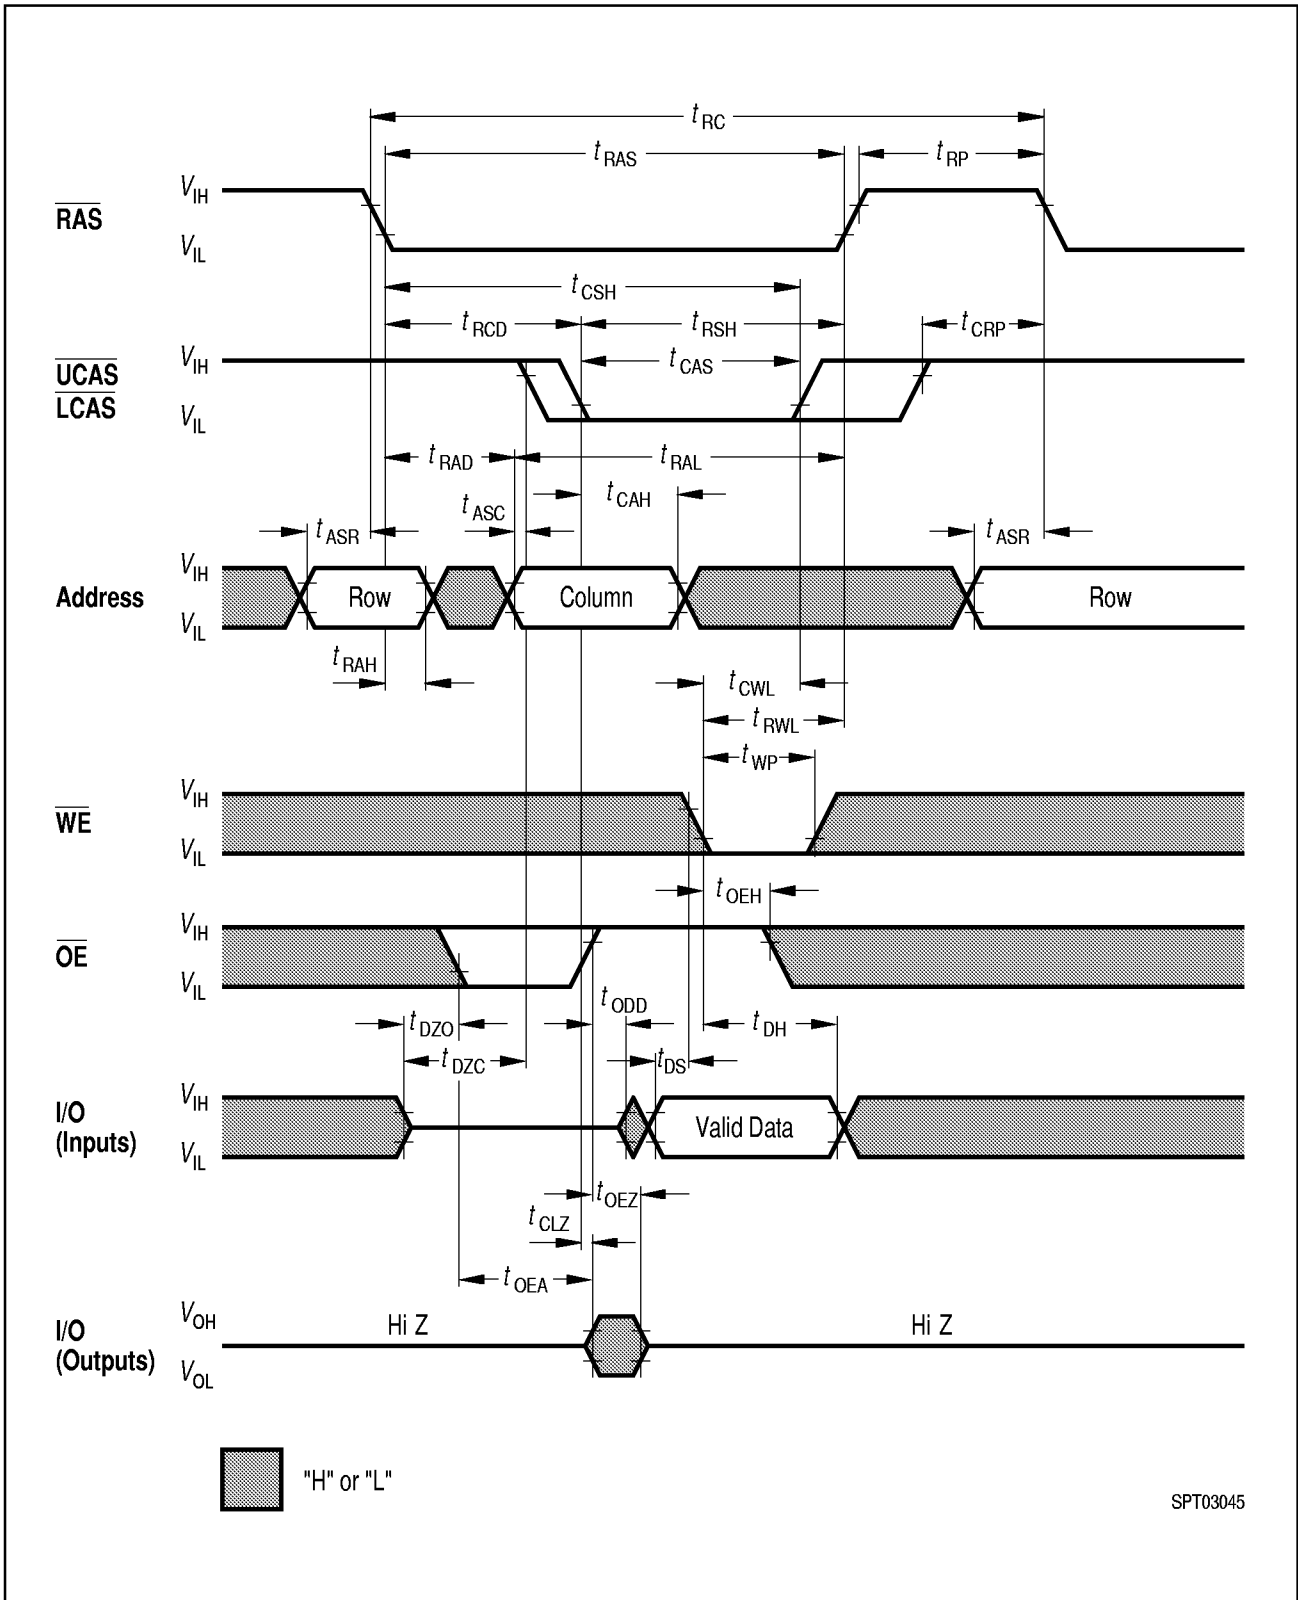 tRC
tRAS
tRP
VIH
RAS
VIL
tCSH
tRCD
tRSH
tCRP
VIH
UCAS
tCAS
LCAS
VIL
tRAD
tRAL
tCAH
tASC
tASR
tASR
VIH
Address
Row
Column
Row
VIL
tRAH
tCWL
tRWL
tWP
VIH
WE
VIL
tOEH
VIH
OE
VIL
tODD
tDZO
tDH
tDZC
tDS
VIH
I/O
(Inputs)
Valid Data
VIL
tOEZ
tCLZ
tOEA
VOH
Hi Z
Hi Z
I/O
(Outputs)
VOL
"H" or "L"
SPT03045